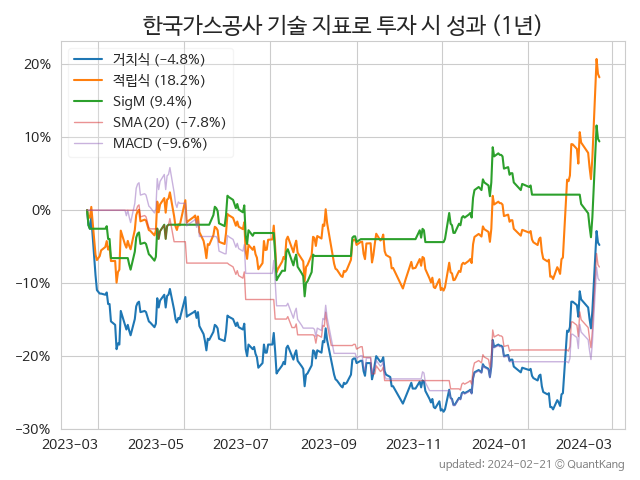 한국가스공사 기술 지표로 투자 시 성과 (1년)
거치식 (−4.8%)
적립식 (18.2%)
SigM (9.4%)
SMA(20) (−7.8%)
MACD (−9.6%)
20%
10%
0%
−10%
−20%
−30%
2023-03
2023-05
2023-07
2023-09
2023-11
2024-01
2024-03
updated: 2024-02-21 © QuantKang